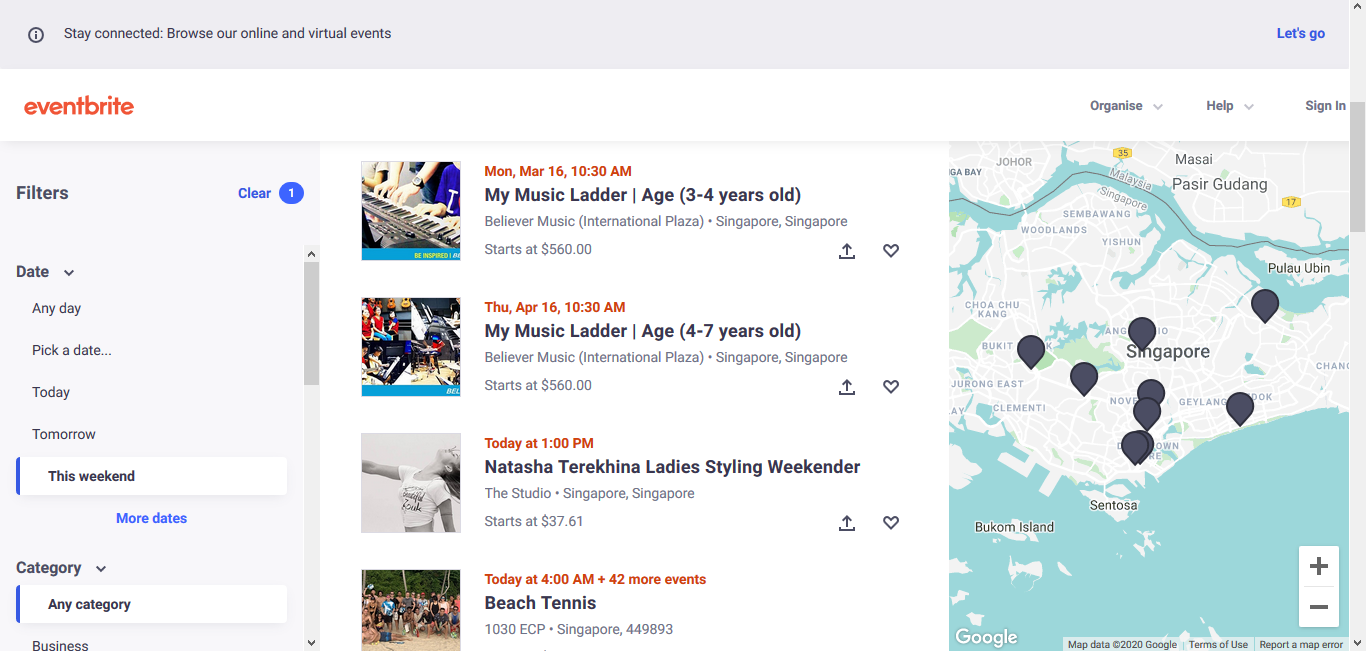 Stay connected: Browse our online and virtual events
Let's go
eventbrite
Organise
Help
Sign In
Filters
Clear 1
Date
Any day
Pick a date...
Today
Tomorrow
This weekend
More dates
Category
Any category
Business
Mon, Mar 16, 10:30 AM
My Music Ladder | Age (3-4 years old)
Believer Music (International Plaza) • Singapore, Singapore
Starts at $560.00
BE INSPIRED
Thu, Apr 16, 10:30 AM
My Music Ladder | Age (4-7 years old)
Believer Music (International Plaza) • Singapore, Singapore
Starts at $560.00
BEL
Today at 1:00 PM
Natasha Terekhina Ladies Styling Weekender
The Studio • Singapore, Singapore
Starts at $37.61
Today at 4:00 AM + 42 more events
Beach Tennis
1030 ECP • Singapore, 449893
JOHOR
35
Masai
GA BAY
Malaysia
Singapore
Pasir Gudang
17
SEMBAWANG
WOODLANDS
YISHUN
Pulau Ubin
CHOA CHU
KANG
BUKIT
Singapore
JURONG EAST
CHANG
CLEMENTI
NOVE
GEYLANG
DOK
Sentosa
Bukom Island
Google
Map data ©2020 Google
Terms of Use
Report a map error